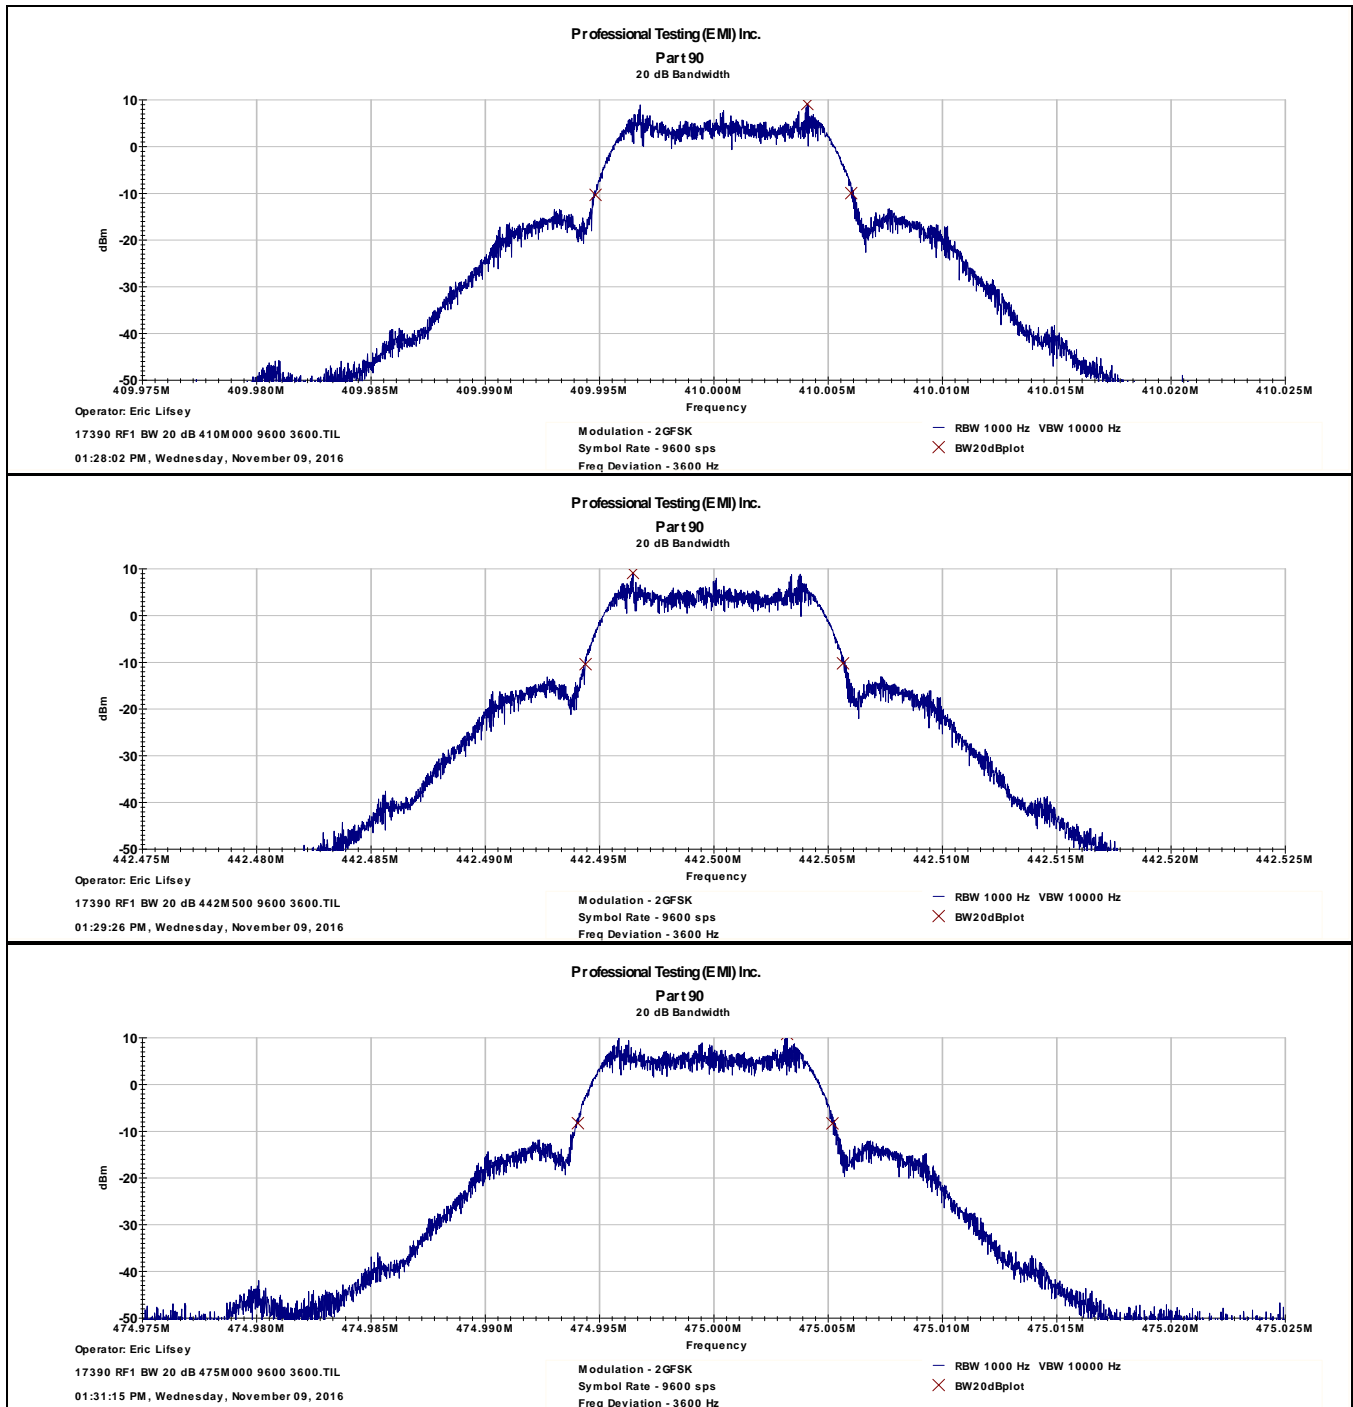 Professional Testing (EMI) Inc.
Part 90
20 dB Bandwidth
10
0
-10
-20
-30
-40
-50
dBm
409.975M 409.980M 409.985M 409.990M 409.995M 410.000M 410.005M 410.010M 410.015M 410.020M 410.025M
Frequency
Operator: Eric Lifsey
17390 RF1 BW 20 dB 410M000 9600 3600.TIL
01:28:02 PM, Wednesday, November 09, 2016
Modulation - 2GFSK
Symbol Rate - 9600 sps
Freq Deviation - 3600 Hz
RBW 1000 Hz VBW 10000 Hz
BW20dBplot
Professional Testing (EMI) Inc.
Part 90
20 dB Bandwidth
10
0
-10
-20
-30
-40
-50
dBm
442.475M 442.480M 442.485M 442.490M 442.495M 442.500M 442.505M 442.510M 442.515M 442.520M 442.525M
Frequency
Operator: Eric Lifsey
17390 RF1 BW 20 dB 442M500 9600 3600.TIL
01:29:26 PM, Wednesday, November 09, 2016
Modulation - 2GFSK
Symbol Rate - 9600 sps
Freq Deviation - 3600 Hz
RBW 1000 Hz VBW 10000 Hz
BW20dBplot
Professional Testing (EMI) Inc.
Part 90
20 dB Bandwidth
10
0
-10
-20
-30
-40
-50
dBm
474.975M 474.980M 474.985M 474.990M 474.995M 475.000M 475.005M 475.010M 475.015M 475.020M 475.025M
Frequency
Operator: Eric Lifsey
17390 RF1 BW 20 dB 475M000 9600 3600.TIL
01:31:15 PM, Wednesday, November 09, 2016
Modulation - 2GFSK
Symbol Rate - 9600 sps
Freq Deviation - 3600 Hz
RBW 1000 Hz VBW 10000 Hz
BW20dBplot